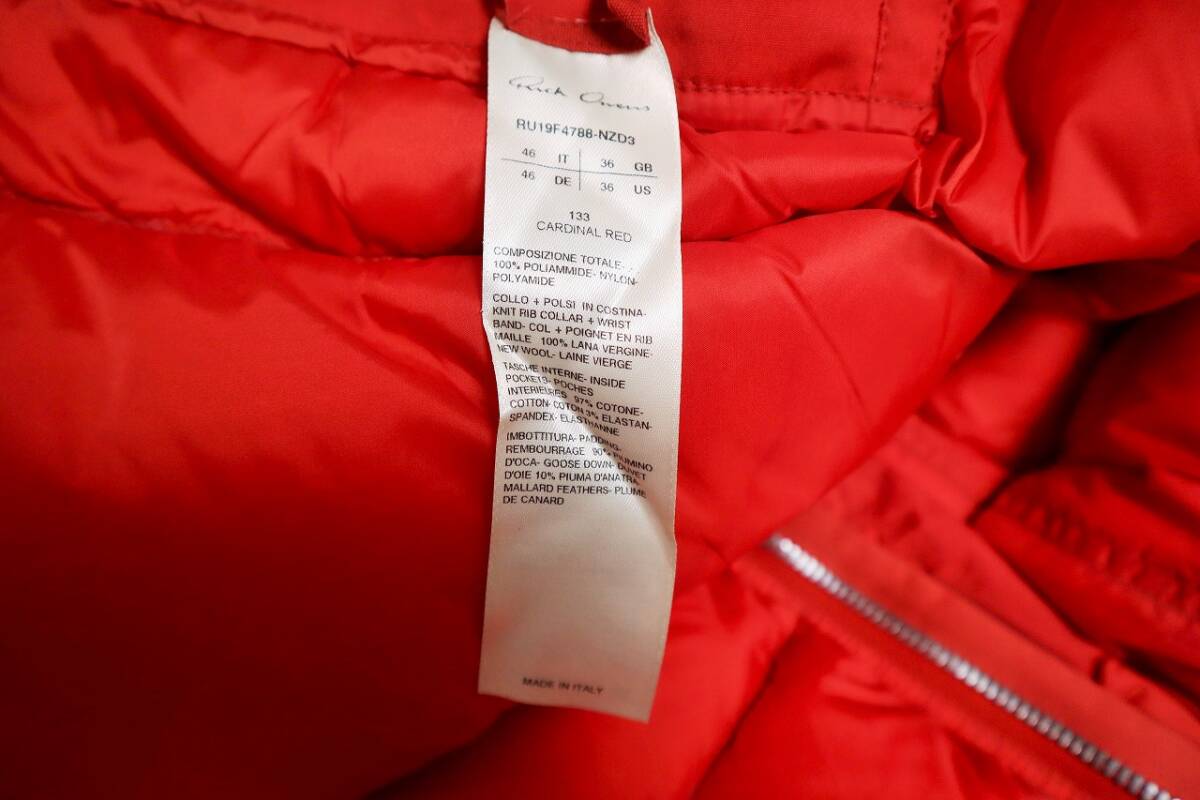 Rick Owens
RU19F4788-NZD3
46 IT 36 GB
46 DE 36 US
133
CARDINAL RED
COMPOSIZIONE TOTALE-
100% POLIAMMIDE- NYLON-
POLYAMIDE
COLLO + POLSI IN COSTINA-
KNIT RIB COLLAR + WRIST
BAND- COL + POIGNET EN RIB
MAILLE 100% LANA VERGINE-
NEW WOOL- LAINE VIERGE
TASCHE INTERNE- INSIDE
POCKETS- POCHES
INTERIEURES 97% COTONE-
COTTON- COTON 3% ELASTAN-
SPANDEX- ELASTHANNE
IMBOTTITURA- PADDING-
REMBOURRAGE 90% PIUMINO
D'OCA- GOOSE DOWN- DUVET
D'OIE 10% PIUMA D'ANATRA-
MALLARD FEATHERS- PLUME
DE CANARD
MADE IN ITALY